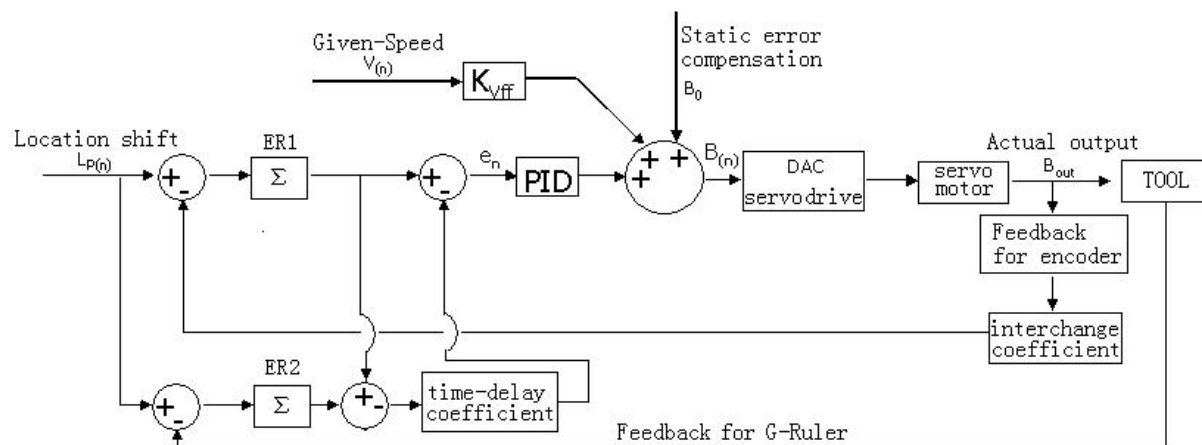 Given-Speed
V(n)
Kvff
Static error
compensation
B0
Location shift
LP(n)
+
-
ER1
Σ
+
-
en
PID
+
+
+
B(n)
DAC
servodrive
servo
motor
Actual output
Bout
TOOL
Feedback
for encoder
interchange
coefficient
+
-
ER2
Σ
+
-
time-delay
coefficient
Feedback for G-Ruler